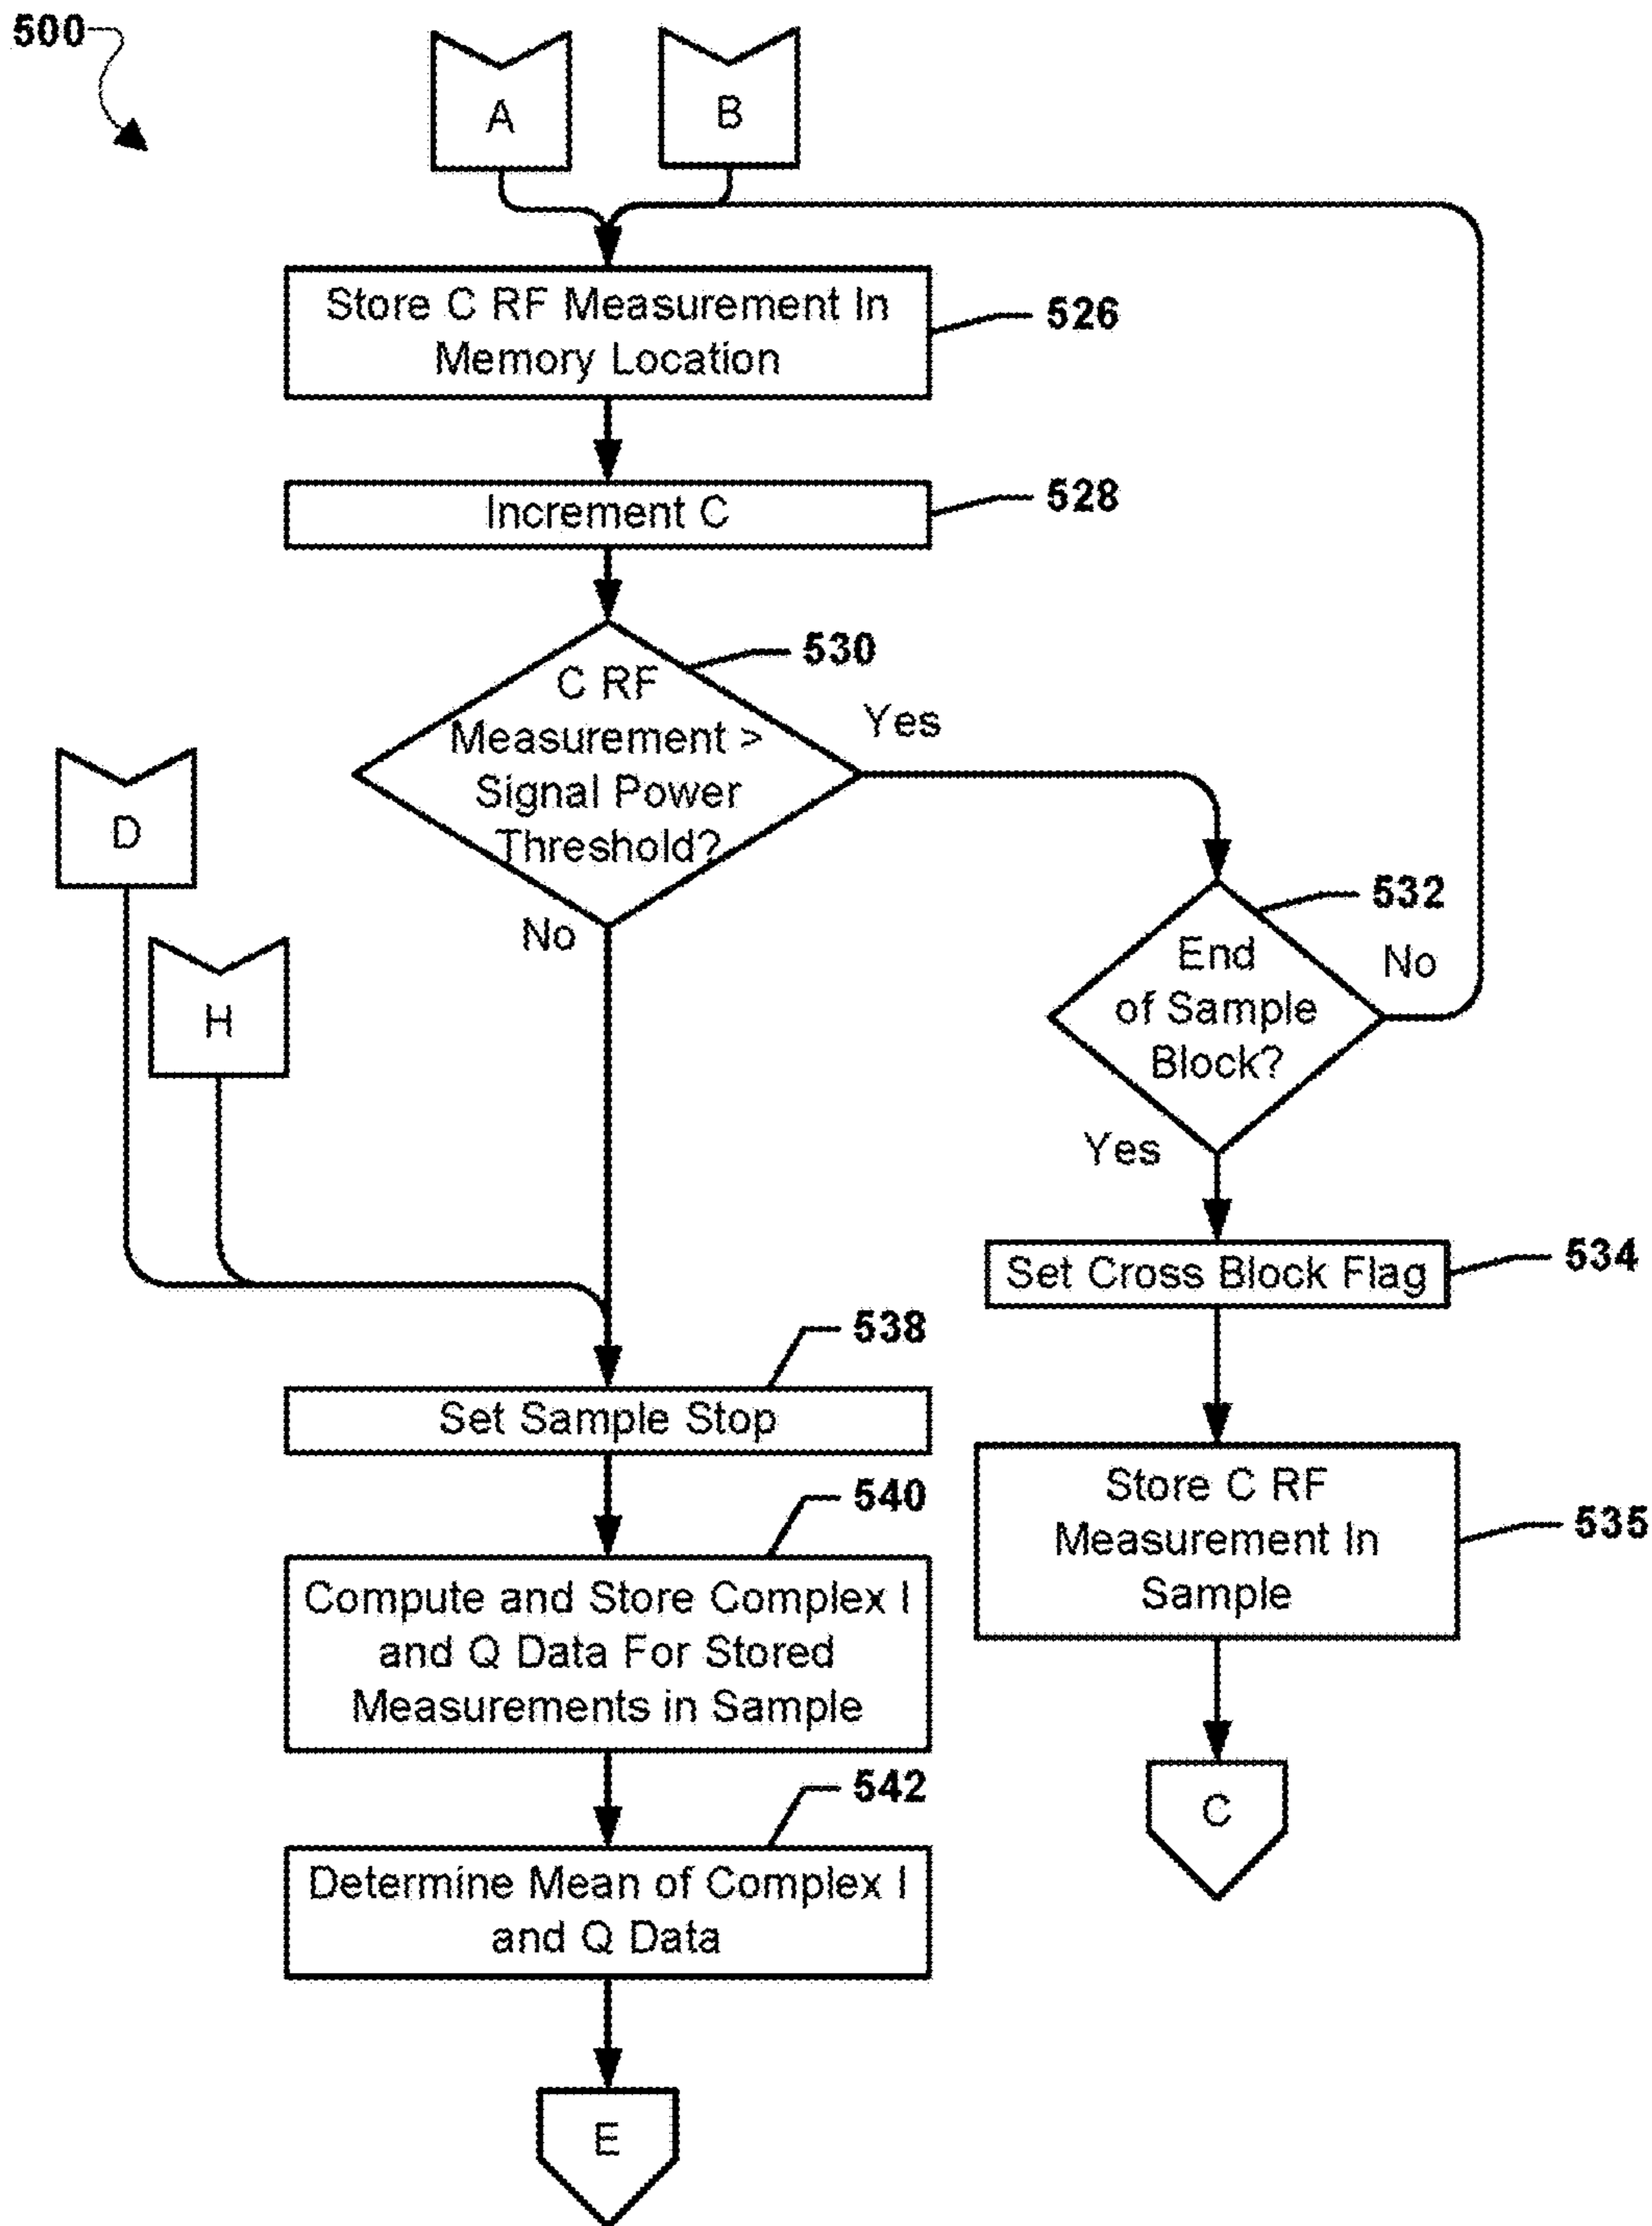 500
A
B
Store C RF Measurement In
Memory Location
526
Increment C
528
530
C RF
Measurement >
Signal Power
Threshold?
Yes
No
D
H
532
End
of Sample
Block?
No
Yes
Set Cross Block Flag
534
538
Set Sample Stop
Store C RF
Measurement In
Sample
535
540
Compute and Store Complex I
and Q Data For Stored
Measurements in Sample
542
Determine Mean of Complex I
and Q Data
C
E